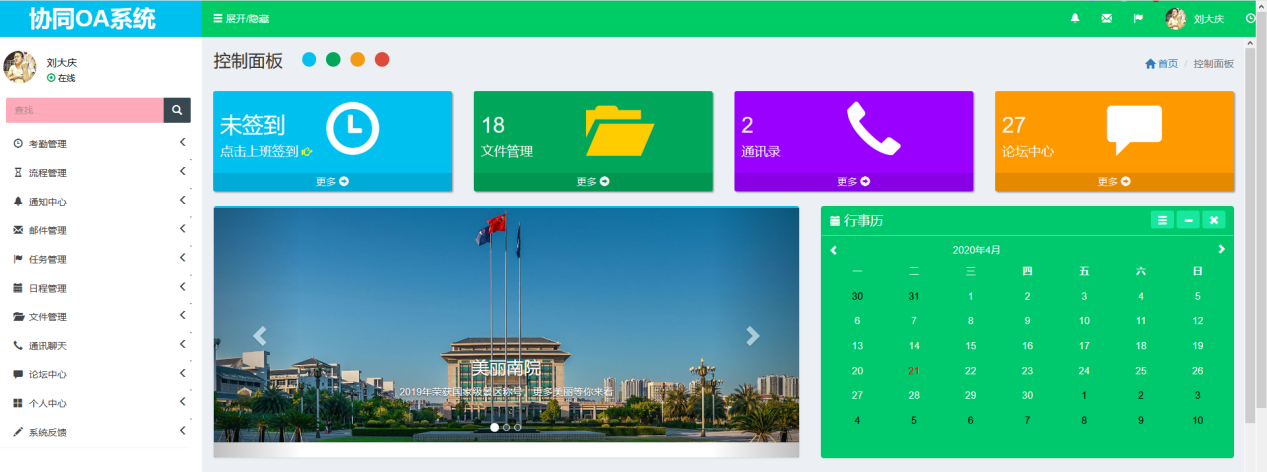 协同OA系统
展开/隐藏
刘大庆
刘大庆
在线
查找...
考勤管理
流程管理
通知中心
邮件管理
任务管理
日程管理
文件管理
通讯聊天
论坛中心
个人中心
系统反馈
控制面板
首页 / 控制面板
未签到
点击上班签到
更多
18
文件管理
更多
2
通讯录
更多
27
论坛中心
更多
美丽南院
2019年荣获国家级景区称号！更多美丽等你来看
行事历
2020年4月
一 二 三 四 五 六 日
30 31 1 2 3 4 5
6 7 8 9 10 11 12
13 14 15 16 17 18 19
20 21 22 23 24 25 26
27 28 29 30 1 2 3
4 5 6 7 8 9 10